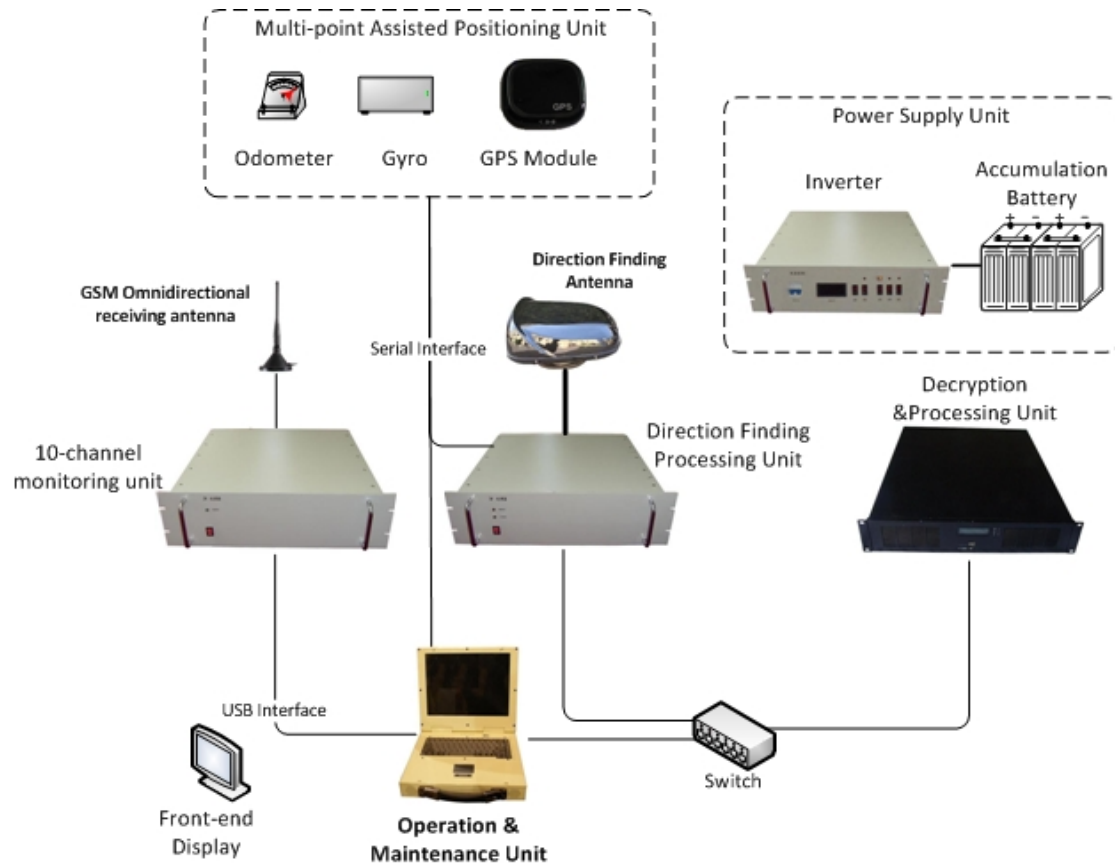 Multi-point Assisted Positioning Unit
GPS
Odometer
Gyro
GPS Module
Power Supply Unit
Inverter
Accumulation
Battery
+ - + -
Direction Finding
Antenna
GSM Omnidirectional
receiving antenna
Serial Interface
Decryption
&Processing Unit
10-channel
monitoring unit
Direction Finding
Processing Unit
USB Interface
Switch
Front-end
Display
Operation &
Maintenance Unit